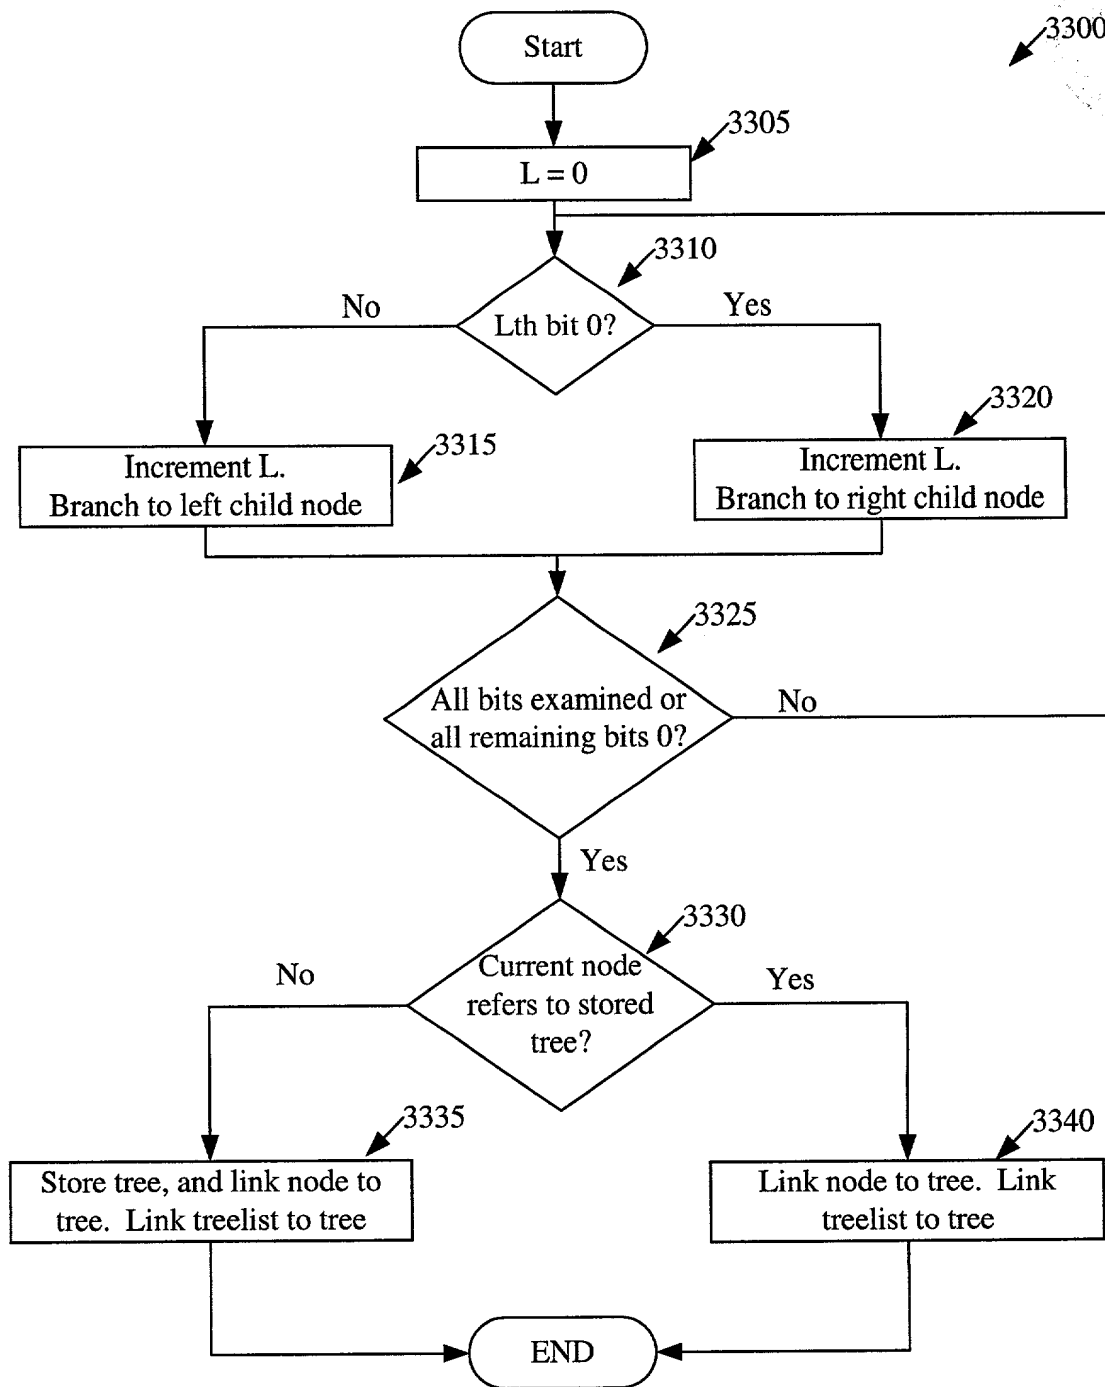 Start
3300
3305
L = 0
3310
No
Lth bit 0?
Yes
3315
Increment L.
Branch to left child node
3320
Increment L.
Branch to right child node
3325
All bits examined or
all remaining bits 0?
No
Yes
3330
No
Current node
refers to stored
tree?
Yes
3335
Store tree, and link node to
tree. Link treelist to tree
3340
Link node to tree. Link
treelist to tree
END